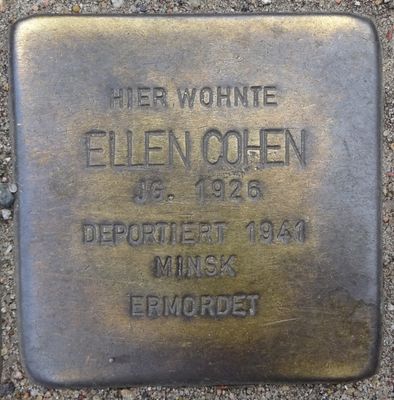 HIER WOHNTE
ELLEN COHEN
JG. 1926
DEPORTIERT 1941
MINSK
ERMORDET